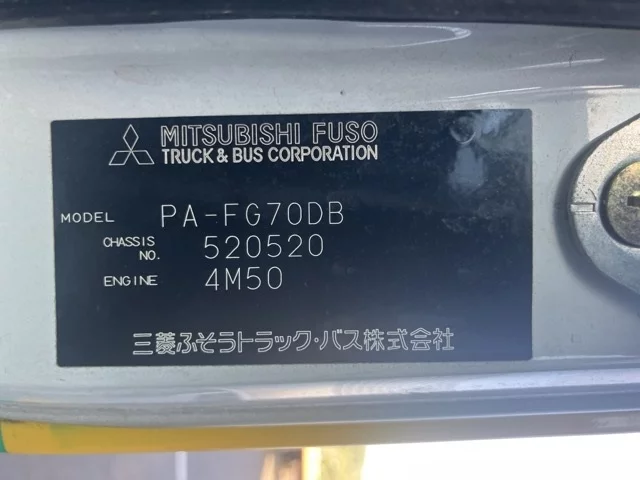 MITSUBISHI FUSO
TRUCK & BUS CORPORATION
MODEL PA-FG70DB
CHASSIS NO. 520520
ENGINE 4M50
三菱ふそうトラック・バス株式会社